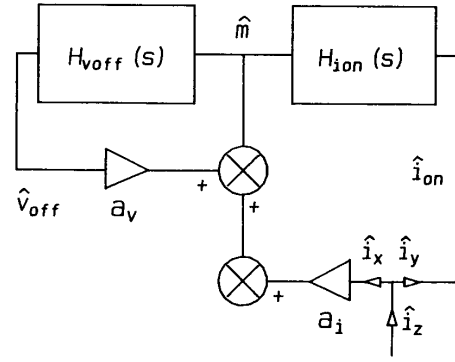 m̂
H_voff (s)
H_ion (s)
+
v̂_off
a_v
+
î_on
î_x
î_y
+
a_i
î_z